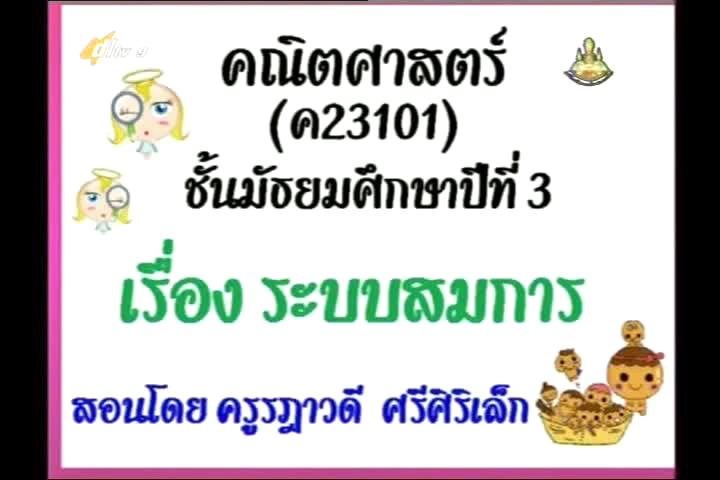 dltv 9
คณิตศาสตร์
(ค23101)
ชั้นมัธยมศึกษาปีที่ 3
เรื่อง ระบบสมการ
สอนโดย ครูรฎาวดี ศรีศิริเล็ก